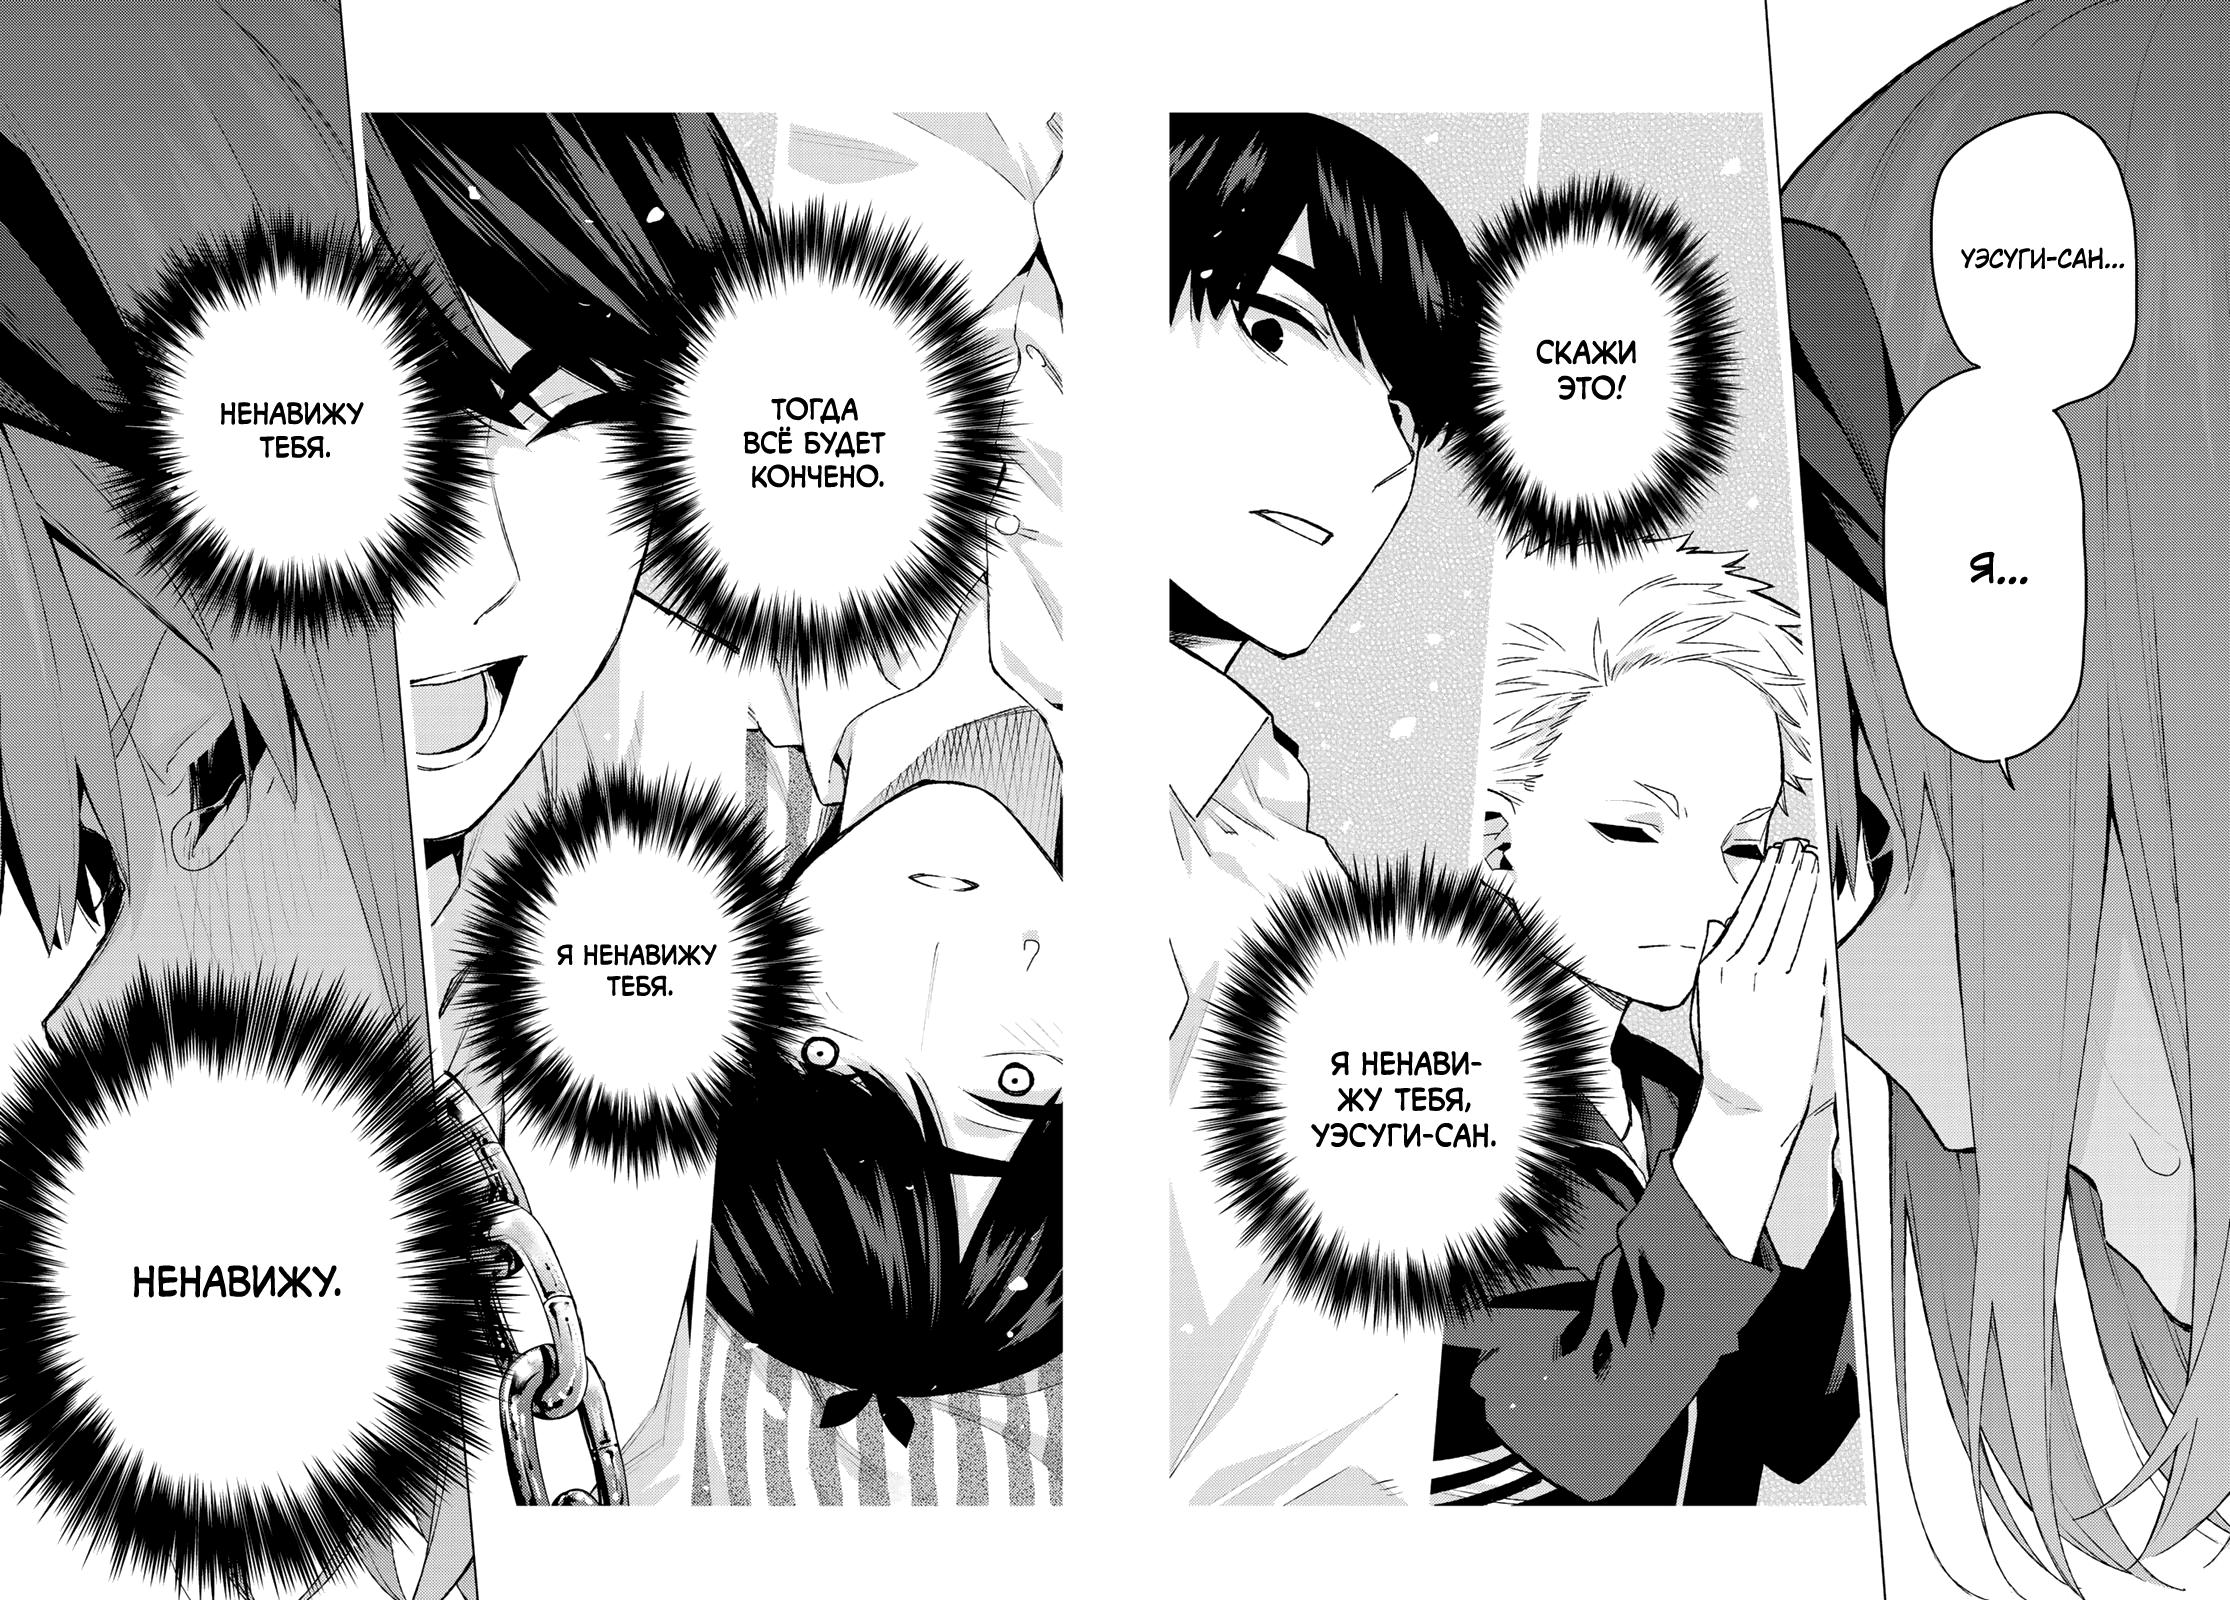 УЭСУГИ-САН...
Я...
СКАЖИ
ЭТО!
Я НЕНАВИ-
ЖУ ТЕБЯ,
УЭСУГИ-САН.
ТОГДА
ВСЁ БУДЕТ
КОНЧЕНО.
Я НЕНАВИЖУ
ТЕБЯ.
НЕНАВИЖУ
ТЕБЯ.
НЕНАВИЖУ.